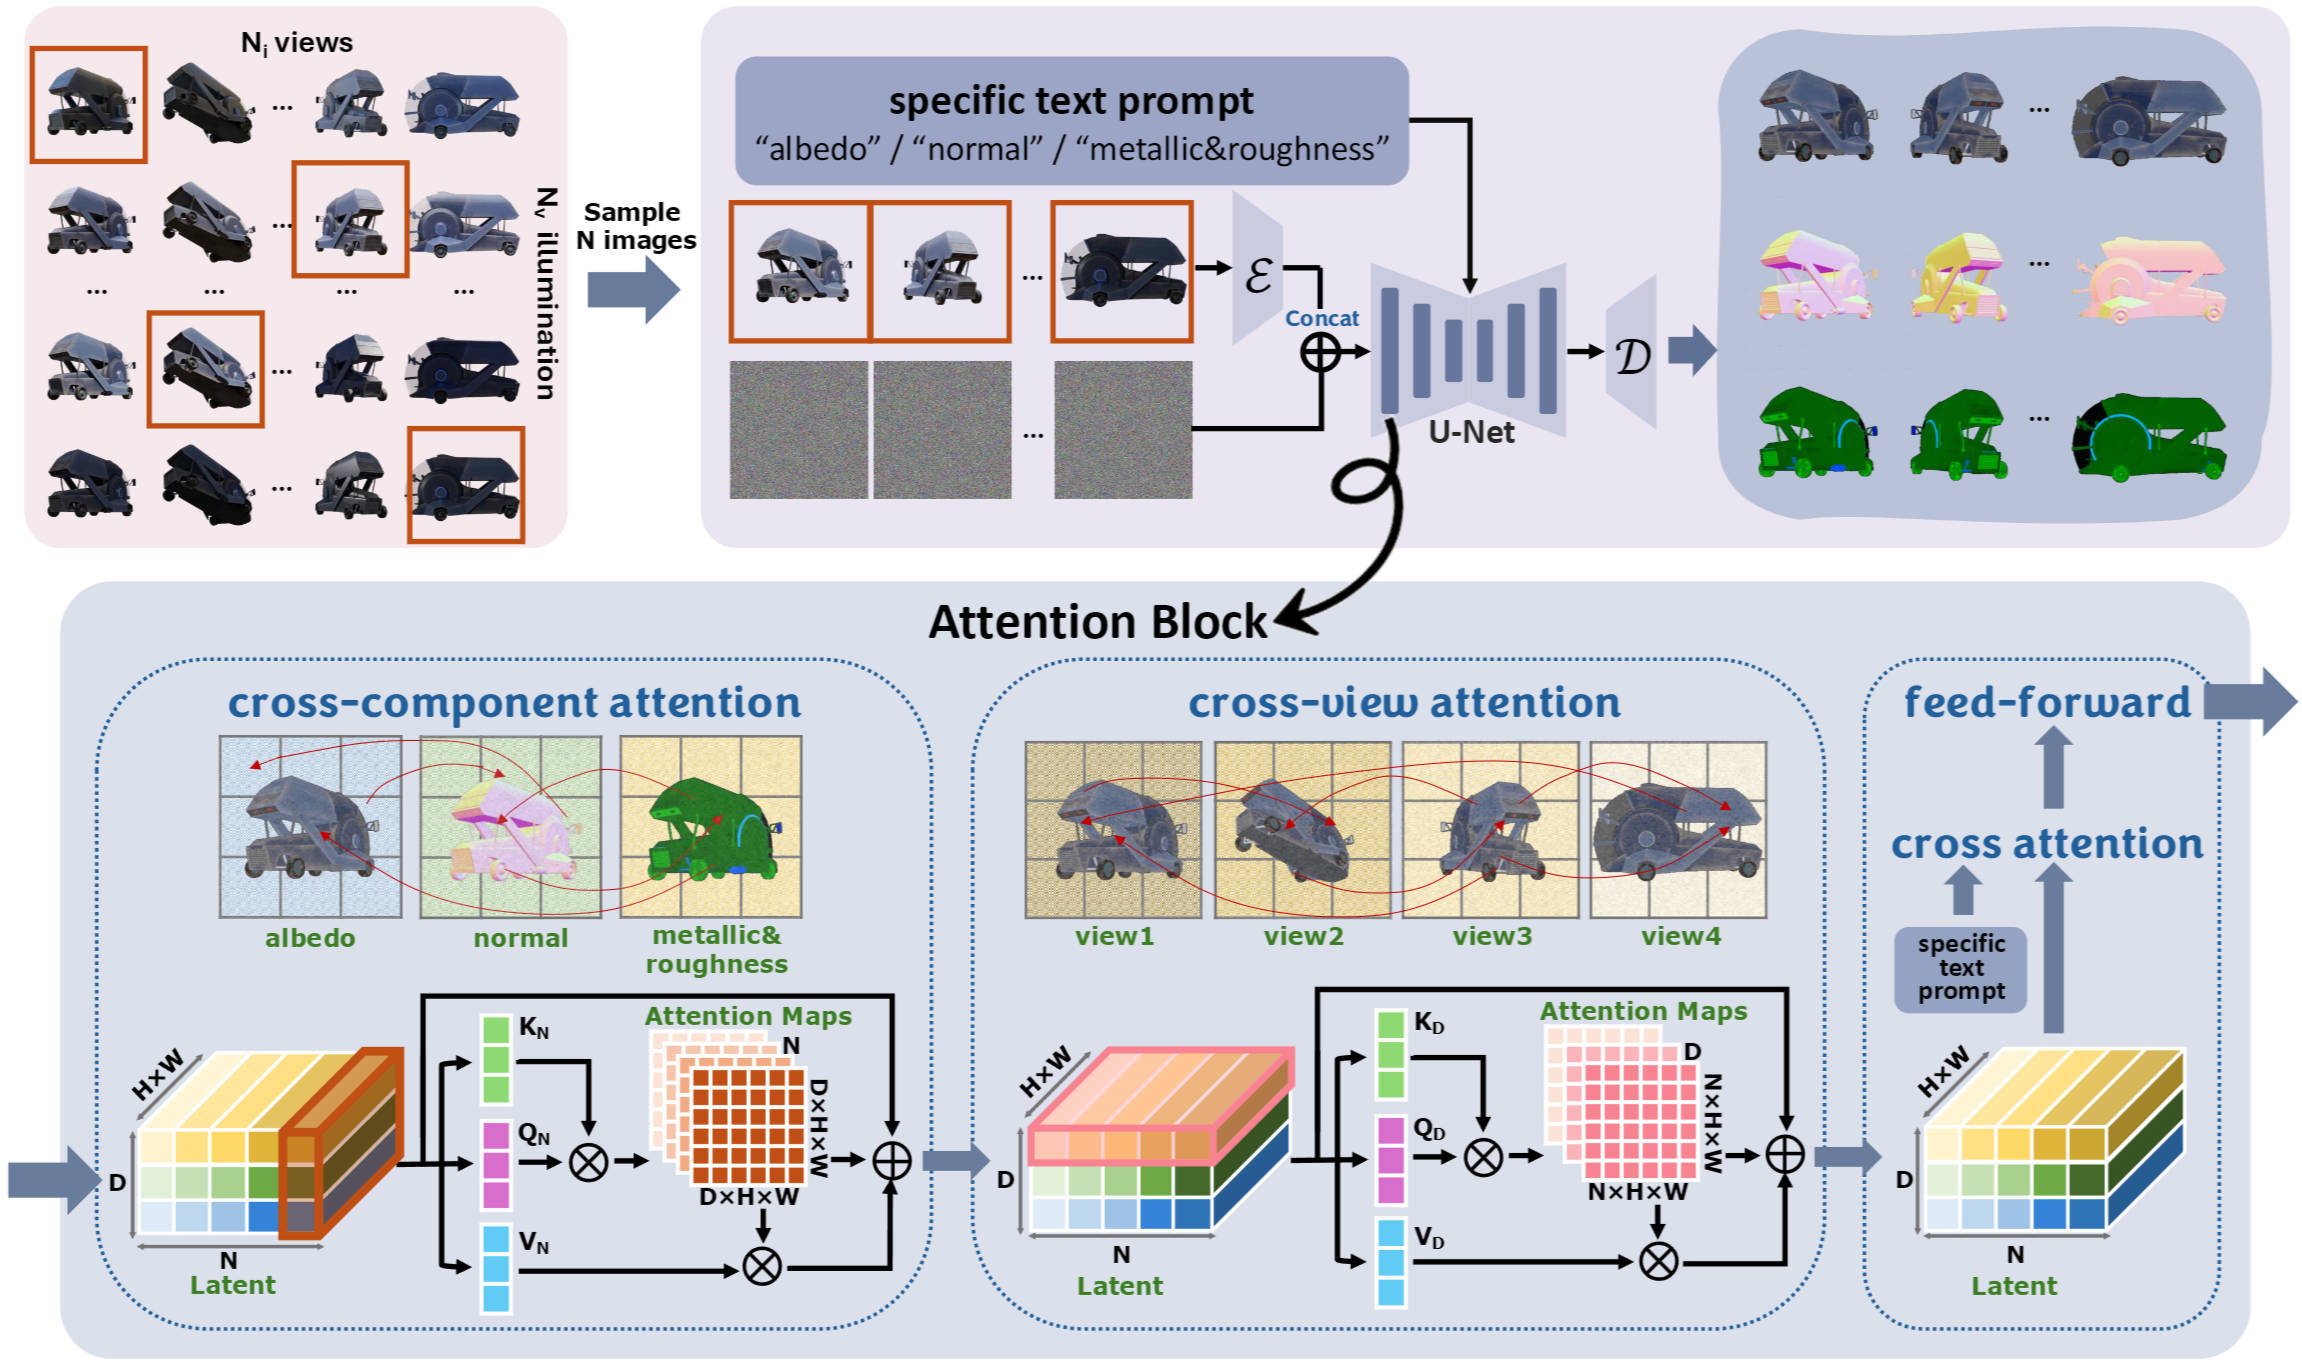 N_i views
N_v illumination
...
...
... ... ... ...
...
...
Sample
N images
specific text prompt
“albedo” / “normal” / “metallic&roughness”
...
ℰ
Concat
...
U-Net
𝒟
...
...
...
Attention Block
cross-component attention
albedo
normal
metallic&
roughness
H×W
D
N
Latent
K_N
Q_N
V_N
Attention Maps
N
D×H×W
D×H×W
cross-view attention
view1
view2
view3
view4
H×W
D
N
Latent
K_D
Q_D
V_D
Attention Maps
D
N×H×W
N×H×W
feed-forward
cross attention
specific
text
prompt
H×W
D
N
Latent